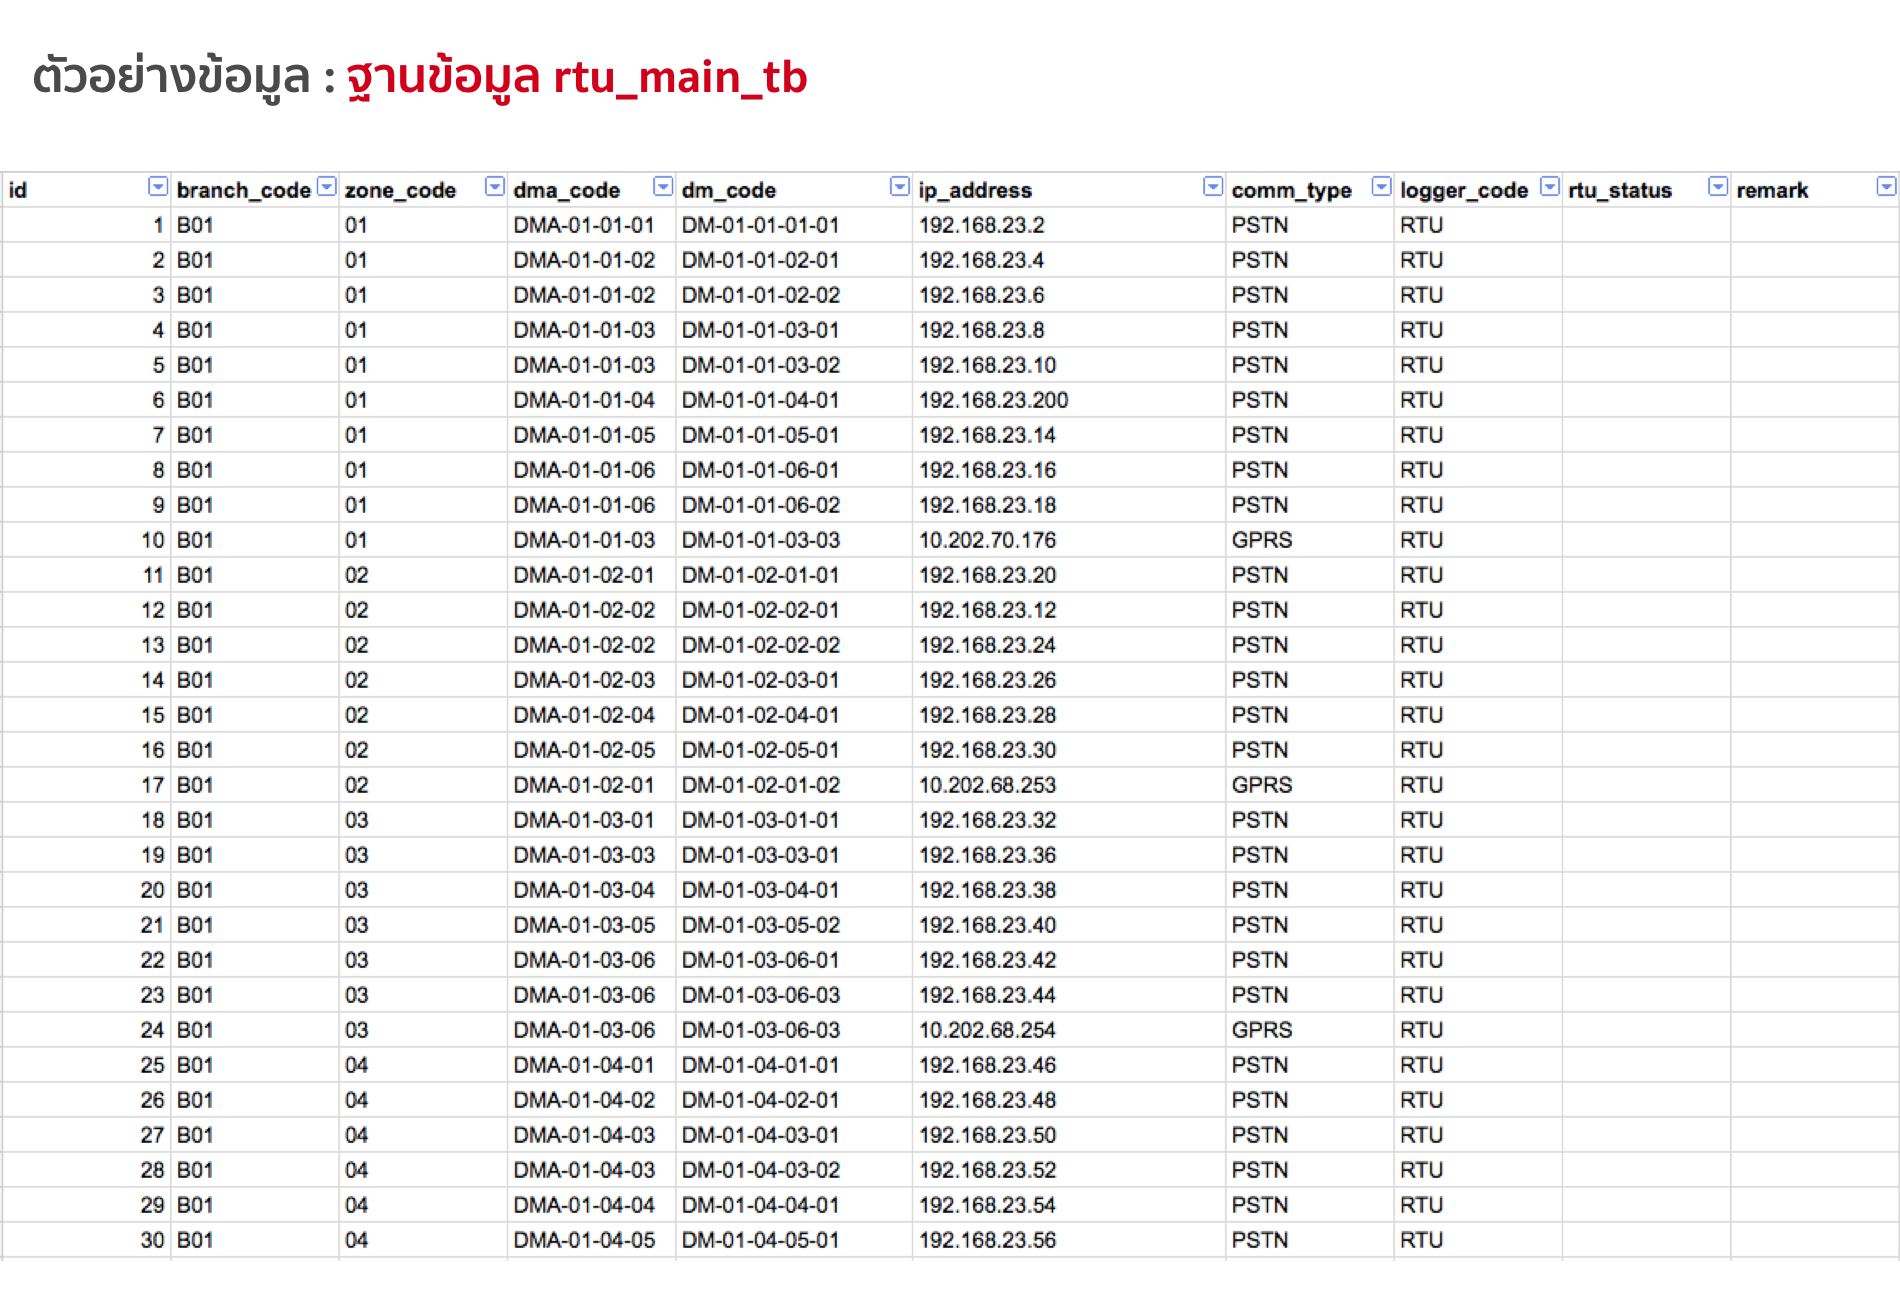 ตัวอย่างข้อมูล : ฐานข้อมูล rtu_main_tb
id branch_code zone_code dma_code dm_code ip_address comm_type logger_code rtu_status remark
1 B01 01 DMA-01-01-01 DM-01-01-01-01 192.168.23.2 PSTN RTU
2 B01 01 DMA-01-01-02 DM-01-01-02-01 192.168.23.4 PSTN RTU
3 B01 01 DMA-01-01-02 DM-01-01-02-02 192.168.23.6 PSTN RTU
4 B01 01 DMA-01-01-03 DM-01-01-03-01 192.168.23.8 PSTN RTU
5 B01 01 DMA-01-01-03 DM-01-01-03-02 192.168.23.10 PSTN RTU
6 B01 01 DMA-01-01-04 DM-01-01-04-01 192.168.23.200 PSTN RTU
7 B01 01 DMA-01-01-05 DM-01-01-05-01 192.168.23.14 PSTN RTU
8 B01 01 DMA-01-01-06 DM-01-01-06-01 192.168.23.16 PSTN RTU
9 B01 01 DMA-01-01-06 DM-01-01-06-02 192.168.23.18 PSTN RTU
10 B01 01 DMA-01-01-03 DM-01-01-03-03 10.202.70.176 GPRS RTU
11 B01 02 DMA-01-02-01 DM-01-02-01-01 192.168.23.20 PSTN RTU
12 B01 02 DMA-01-02-02 DM-01-02-02-01 192.168.23.12 PSTN RTU
13 B01 02 DMA-01-02-02 DM-01-02-02-02 192.168.23.24 PSTN RTU
14 B01 02 DMA-01-02-03 DM-01-02-03-01 192.168.23.26 PSTN RTU
15 B01 02 DMA-01-02-04 DM-01-02-04-01 192.168.23.28 PSTN RTU
16 B01 02 DMA-01-02-05 DM-01-02-05-01 192.168.23.30 PSTN RTU
17 B01 02 DMA-01-02-01 DM-01-02-01-02 10.202.68.253 GPRS RTU
18 B01 03 DMA-01-03-01 DM-01-03-01-01 192.168.23.32 PSTN RTU
19 B01 03 DMA-01-03-03 DM-01-03-03-01 192.168.23.36 PSTN RTU
20 B01 03 DMA-01-03-04 DM-01-03-04-01 192.168.23.38 PSTN RTU
21 B01 03 DMA-01-03-05 DM-01-03-05-02 192.168.23.40 PSTN RTU
22 B01 03 DMA-01-03-06 DM-01-03-06-01 192.168.23.42 PSTN RTU
23 B01 03 DMA-01-03-06 DM-01-03-06-03 192.168.23.44 PSTN RTU
24 B01 03 DMA-01-03-06 DM-01-03-06-03 10.202.68.254 GPRS RTU
25 B01 04 DMA-01-04-01 DM-01-04-01-01 192.168.23.46 PSTN RTU
26 B01 04 DMA-01-04-02 DM-01-04-02-01 192.168.23.48 PSTN RTU
27 B01 04 DMA-01-04-03 DM-01-04-03-01 192.168.23.50 PSTN RTU
28 B01 04 DMA-01-04-03 DM-01-04-03-02 192.168.23.52 PSTN RTU
29 B01 04 DMA-01-04-04 DM-01-04-04-01 192.168.23.54 PSTN RTU
30 B01 04 DMA-01-04-05 DM-01-04-05-01 192.168.23.56 PSTN RTU